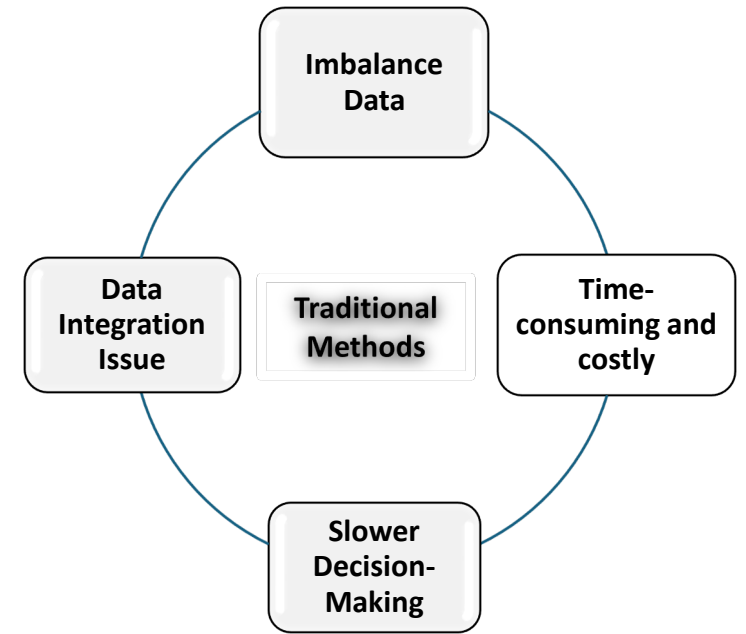 Imbalance
Data
Data
Integration
Issue
Traditional
Methods
Time-
consuming and
costly
Slower
Decision-
Making